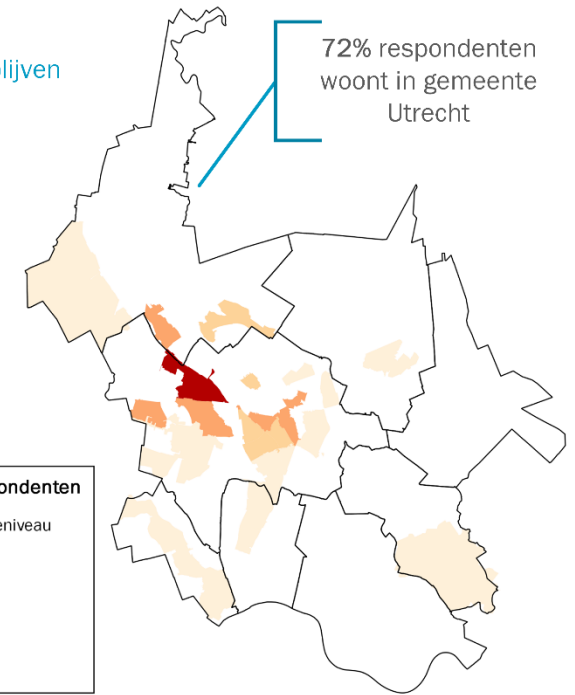 lijven
72% respondenten
woont in gemeente
Utrecht
ondenten
eniveau